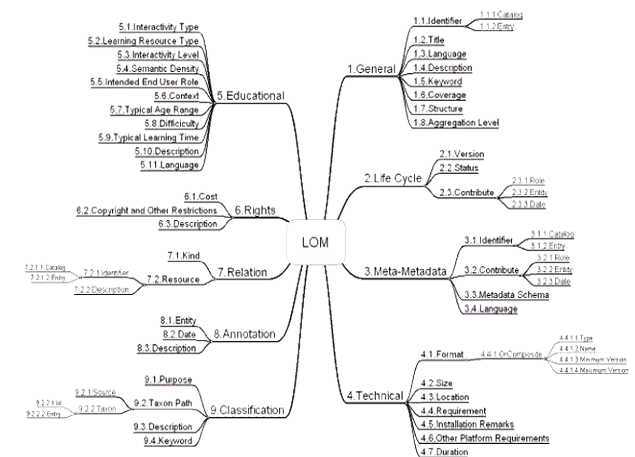 LOM
1.General
1.1.Identifier
1.1.1.Catalog
1.1.2.Entry
1.2.Title
1.3.Language
1.4.Description
1.5.Keyword
1.6.Coverage
1.7.Structure
1.8.Aggregation Level
2.Life Cycle
2.1.Version
2.2 Status
2.3.Contribute
2.3.1 Role
2.3.2 Entity
2.3.3 Date
3.Meta-Metadata
3.1.Identifier
3.1.1.Catalog
3.1.2.Entry
3.2.Contribute
3.2.1 Role
3.2.2 Entity
3.2.3 Date
3.3.Metadata Schema
3.4 Language
4.Technical
4.1.Format
4.4.1.OrComposite
4.4.1.1 Type
4.4.1.2 Name
4.4.1.3 Minimum Version
4.4.1.4 Maximum Version
4.2.Size
4.3.Location
4.4.Requirement
4.5.Installation Remarks
4.6.Other Platform Requirements
4.7.Duration
5.Educational
5.1.Interactivity Type
5.2.Learning Resource Type
5.3.Interactivity Level
5.4.Semantic Density
5.5.Intended End User Role
5.6.Context
5.7.Typical Age Range
5.8.Difficiculty
5.9.Typical Learning Time
5.10.Description
5.11.Language
6.Rights
6.1.Cost
6.2 Copyright and Other Restrictions
6.3.Description
7.Relation
7.1.Kind
7.2.Resource
7.2.1.Identifier
7.2.1.1 Catalog
7.2.1.2 Entry
7.2.2 Description
8.Annotation
8.1.Entity
8.2.Date
8.3.Description
9.Classification
9.1.Purpose
9.2.Taxon Path
9.2.1 Source
9.2.2 Taxon
9.2.2.2 Entry
9.3.Description
9.4.Keyword